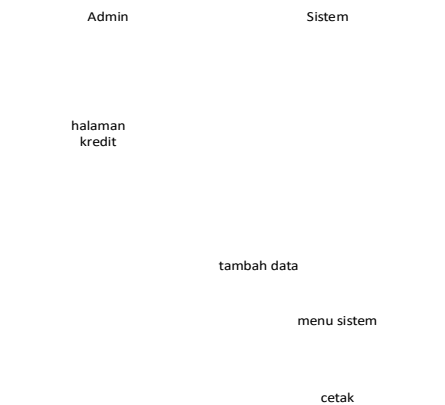 Admin
Sistem
halaman
kredit
tambah data
menu sistem
cetak